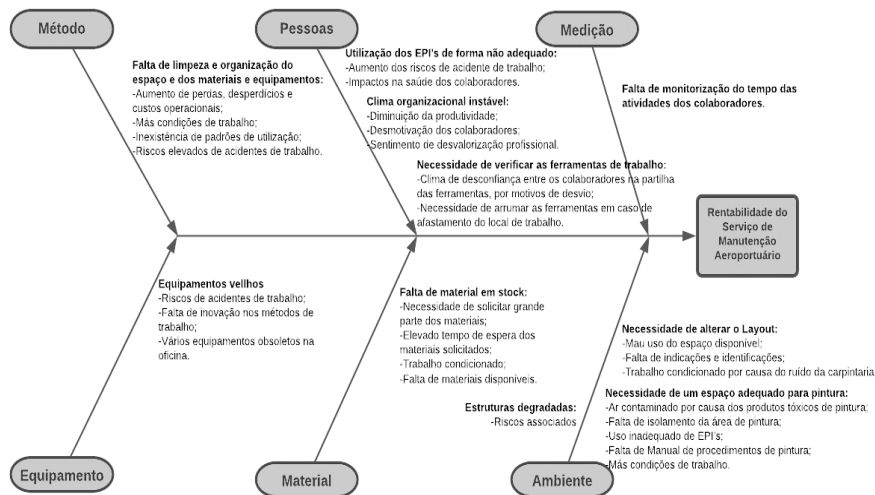 Método
Pessoas
Medição
Falta de limpeza e organização do
espaço e dos materiais e equipamentos:
-Aumento de perdas, desperdícios e
custos operacionais;
-Más condições de trabalho;
-Inexistência de padrões de utilização;
-Riscos elevados de acidentes de trabalho.
Utilização dos EPI's de forma não adequado:
-Aumento dos riscos de acidente de trabalho;
-Impactos na saúde dos colaboradores.
Clima organizacional instável:
-Diminuição da produtividade;
-Desmotivação dos colaboradores;
-Sentimento de desvalorização profissional.
Necessidade de verificar as ferramentas de trabalho:
-Clima de desconfiança entre os colaboradores na partilha
das ferramentas, por motivos de desvio;
-Necessidade de arrumar as ferramentas em caso de
afastamento do local de trabalho.
Falta de monitorização do tempo das
atividades dos colaboradores.
Rentabilidade do
Serviço de
Manutenção
Aeroportuário
Equipamentos vellhos
-Riscos de acidentes de trabalho;
-Falta de inovação nos métodos de
trabalho;
-Vários equipamentos obsoletos na
oficina.
Falta de material em stock:
-Necessidade de solicitar grande
parte dos materiais;
-Elevado tempo de espera dos
materiais solicitados;
-Trabalho condicionado;
-Falta de materiais disponíveis.
Estruturas degradadas:
-Riscos associados
Necessidade de alterar o Layout:
-Mau uso do espaço disponível;
-Falta de indicações e identificações;
-Trabalho condicionado por causa do ruído da carpintaria
Necessidade de um espaço adequado para pintura:
-Ar contaminado por causa dos produtos tóxicos de pintura;
-Falta de isolamento da área de pintura;
-Uso inadequado de EPI's;
-Falta de Manual de procedimentos de pintura;
-Más condições de trabalho.
Equipamento
Material
Ambiente